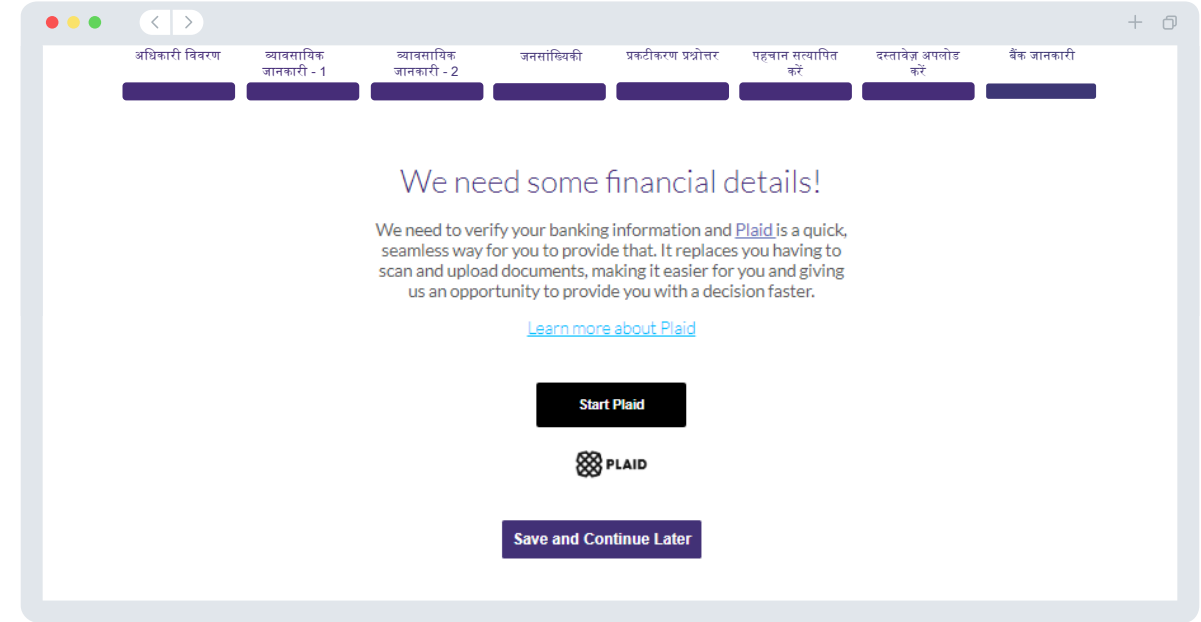 अधिकारी विवरण
व्यावसायिक
जानकारी - 1
व्यावसायिक
जानकारी - 2
जनसांख्यिकी
प्रकटीकरण प्रश्नोत्तर
पहचान सत्यापित
करें
दस्तावेज़ अपलोड
करें
बैंक जानकारी
We need some financial details!
We need to verify your banking information and Plaid is a quick,
seamless way for you to provide that. It replaces you having to
scan and upload documents, making it easier for you and giving
us an opportunity to provide you with a decision faster.
Learn more about Plaid
Start Plaid
PLAID
Save and Continue Later